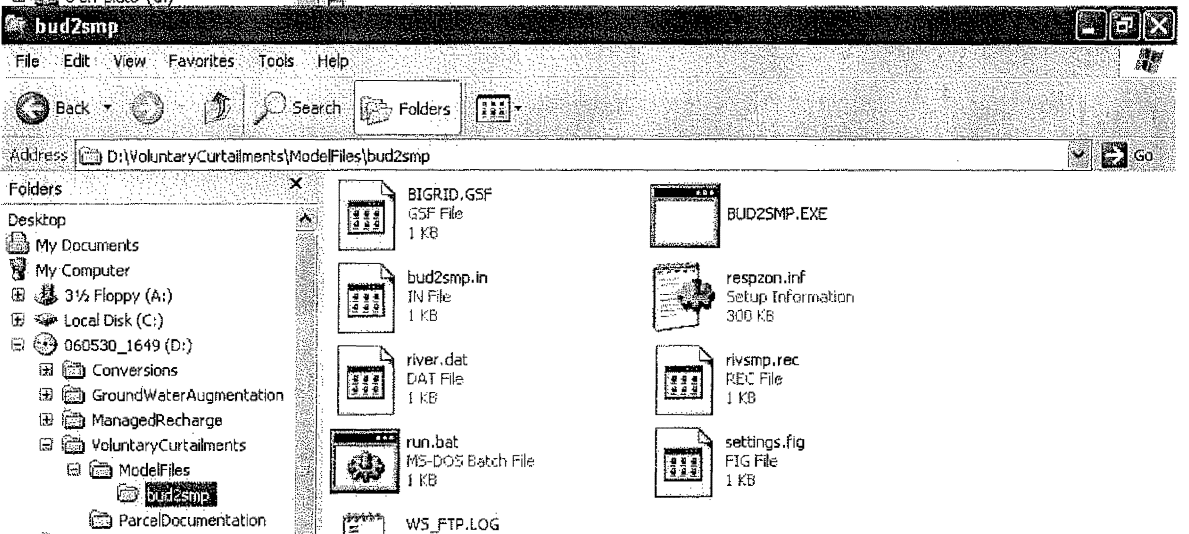 bud2smp
File Edit View Favorites Tools Help
Back Search Folders
Address D:\VoluntaryCurtailments\ModelFiles\bud2smp Go
Folders
Desktop
My Documents
My Computer
3½ Floppy (A:)
Local Disk (C:)
060530_1649 (D:)
Conversions
GroundWaterAugmentation
ManagedRecharge
VoluntaryCurtailments
ModelFiles
bud2smp
ParcelDocumentation
BIGRID.GSF
GSF File
1 KB
BUD2SMP.EXE
bud2smp.in
IN File
1 KB
respzon.inf
Setup Information
300 KB
river.dat
DAT File
1 KB
rivsmp.rec
REC File
1 KB
run.bat
MS-DOS Batch File
1 KB
settings.fig
FIG File
1 KB
WS_FTP.LOG